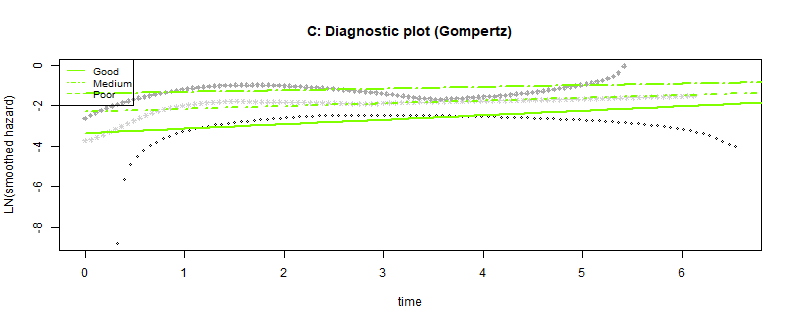 C: Diagnostic plot (Gompertz)
LN(smoothed hazard)
0
-2
-4
-6
-8
Good
Medium
Poor
0 1 2 3 4 5 6
time